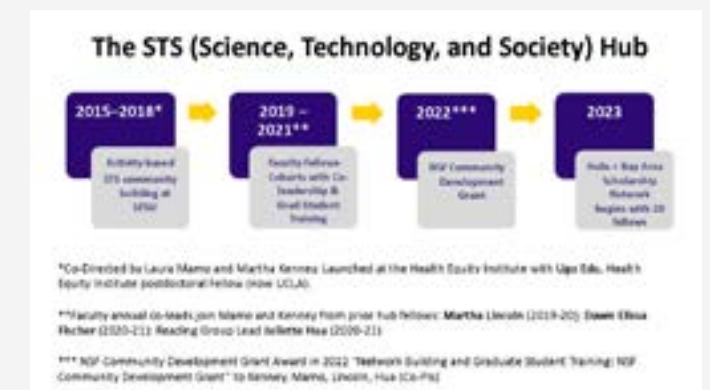 The STS (Science, Technology, and Society) Hub
2015–2018*
2019 –
2021**
2022***
2023
Activity based
STS community
building at
SFSU
Faculty Fellows
Cohorts with Co-
leadership &
Grad Student
Training
NSF Community
Development
Grant
Hub + Bay Area
Scholarship
Network
begins with 20
fellows
*Co-Directed by Laura Mamo and Martha Kenney Launched at the Health Equity Institute with Ugo Edu, Health
Equity Institute postdoctoral Fellow (now UCLA).
**Faculty annual co-leads join Mamo and Kenney from prior hub fellows: Martha Lincoln (2019-20); Dawn Elissa
Fischer (2020-21); Reading Group Lead Juliette Hua (2020-21)
*** NSF Community Development Grant Award in 2022 "Network Building and Graduate Student Training: NSF
Community Development Grant" to Kenney, Mamo, Lincoln, Hua (Co-PIs)